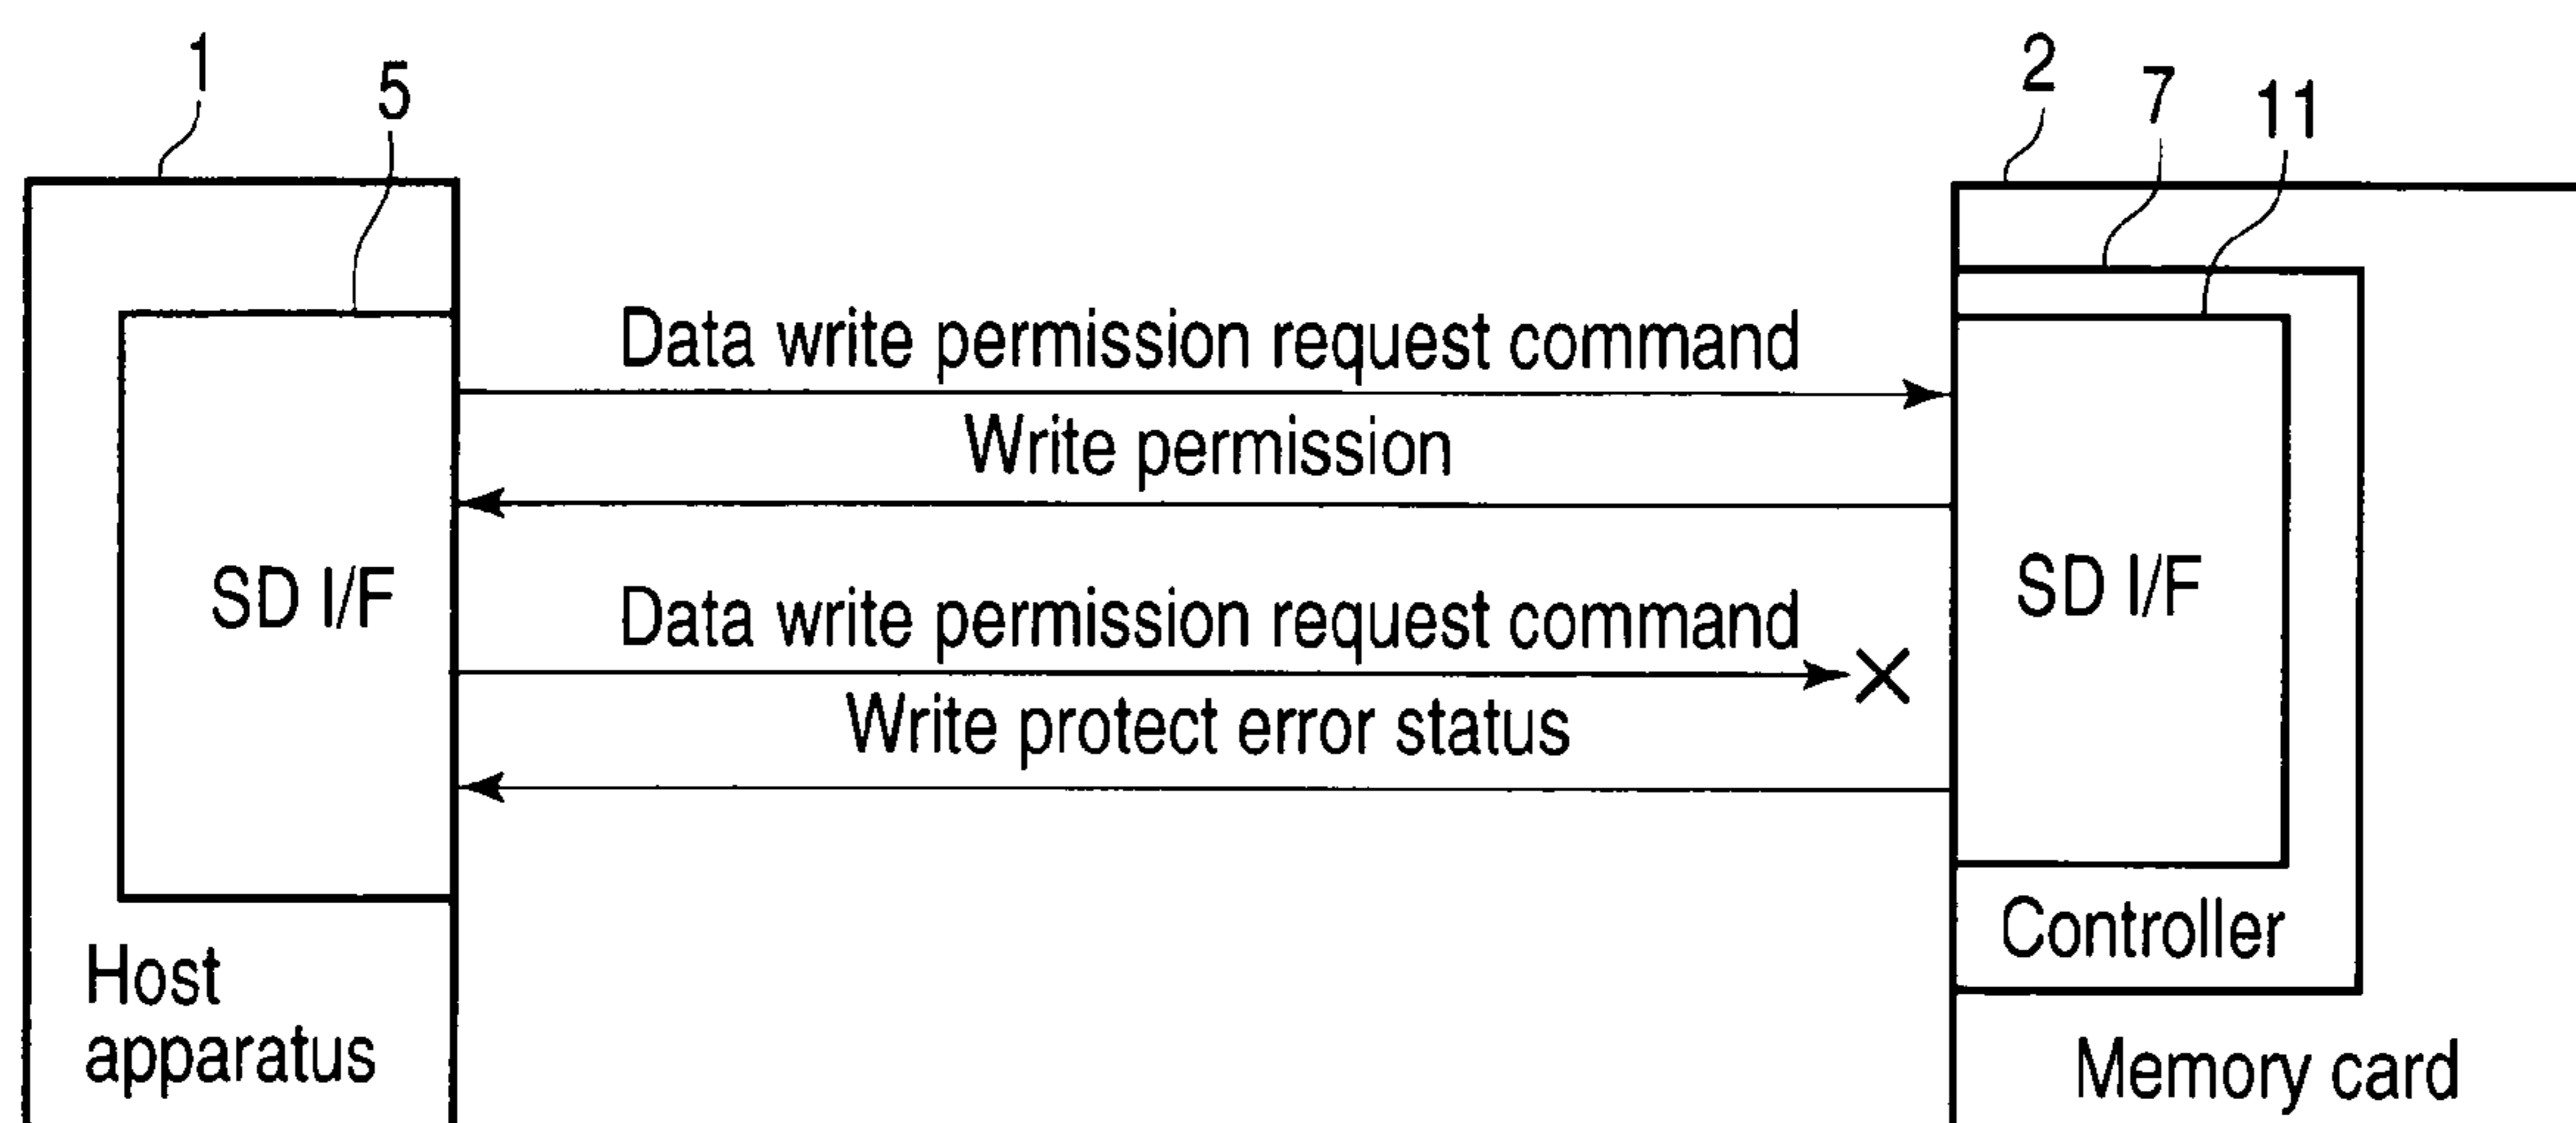 1
5
2
7
11
Data write permission request command
Write permission
SD I/F
SD I/F
Data write permission request command
Write protect error status
Controller
Host
apparatus
Memory card